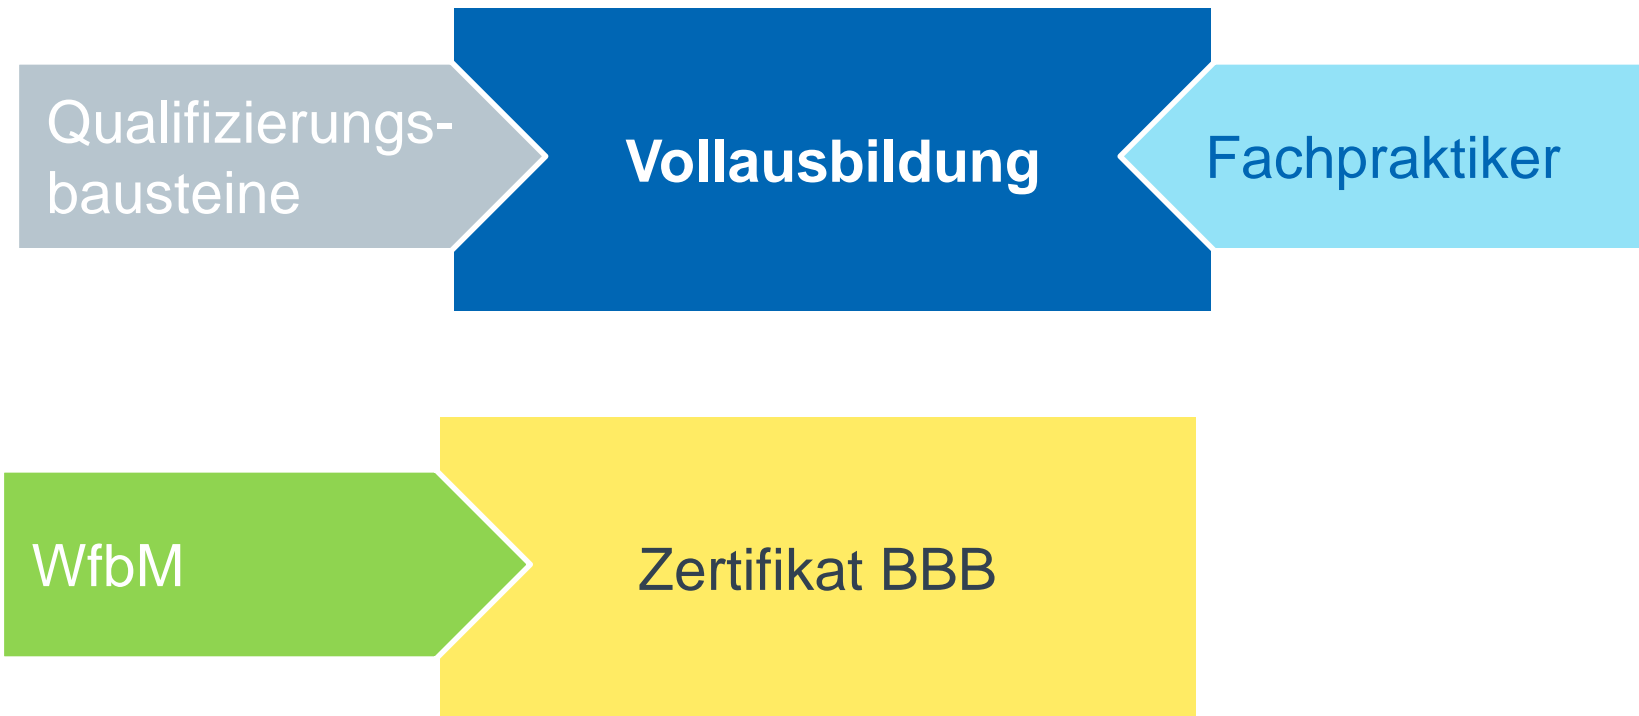 Qualifizierungs-
bausteine
Vollausbildung
Fachpraktiker
WfbM
Zertifikat BBB